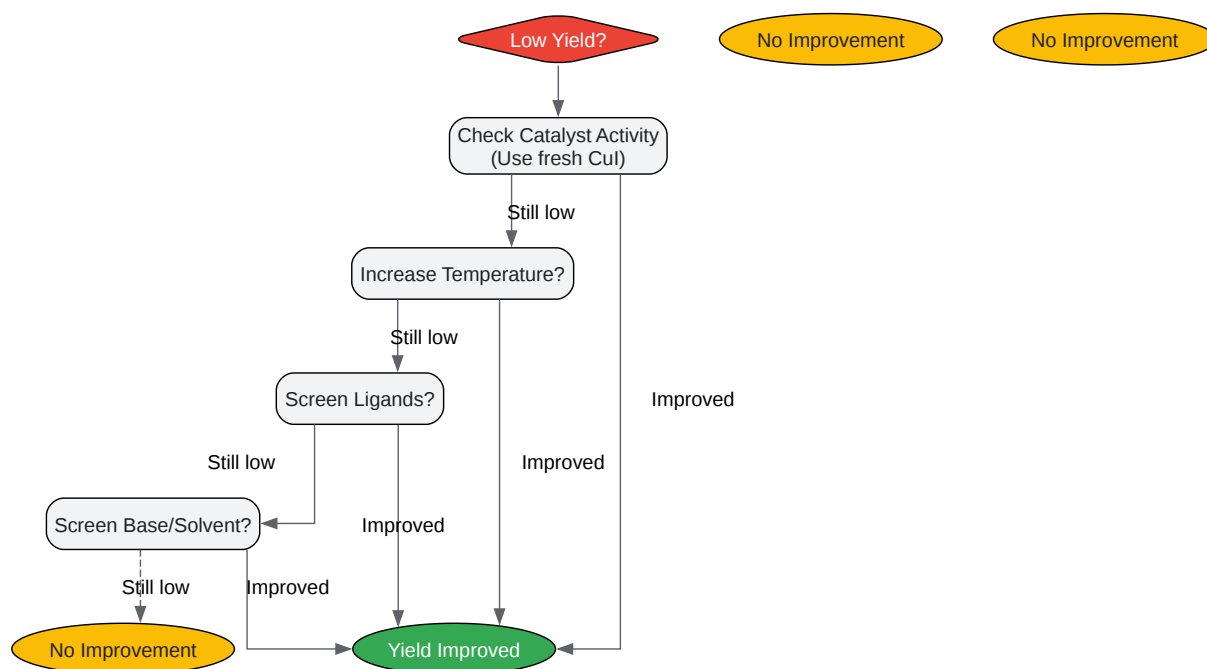 Low Yield?
No Improvement
No Improvement
Check Catalyst Activity
(Use fresh CuI)
Still low
Increase Temperature?
Still low
Screen Ligands?
Improved
Still low
Improved
Screen Base/Solvent?
Improved
Still low
Improved
No Improvement
Yield Improved